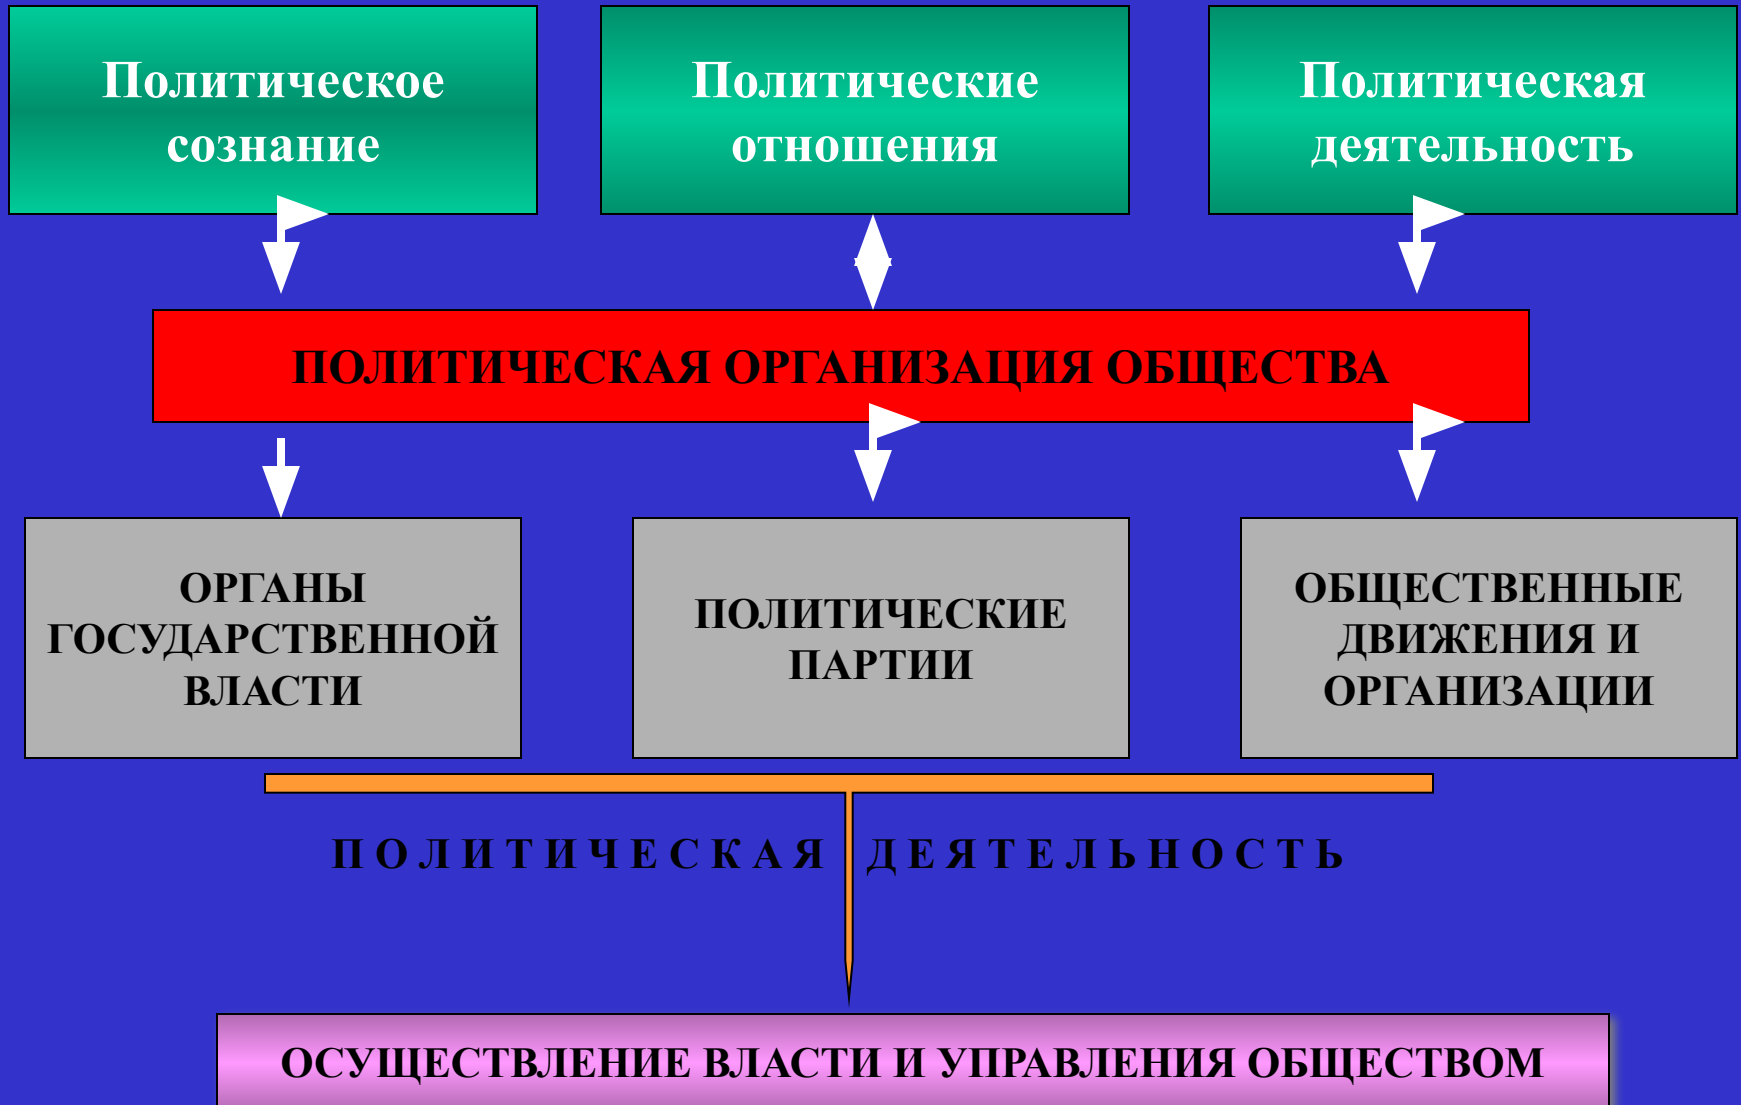 Политическое
сознание
Политические
отношения
Политическая
деятельность
ПОЛИТИЧЕСКАЯ ОРГАНИЗАЦИЯ ОБЩЕСТВА
ОРГАНЫ
ГОСУДАРСТВЕННОЙ
ВЛАСТИ
ПОЛИТИЧЕСКИЕ
ПАРТИИ
ОБЩЕСТВЕННЫЕ
ДВИЖЕНИЯ И
ОРГАНИЗАЦИИ
П О Л И Т И Ч Е С К А Я Д Е Я Т Е Л Ь Н О С Т Ь
ОСУЩЕСТВЛЕНИЕ ВЛАСТИ И УПРАВЛЕНИЯ ОБЩЕСТВОМ